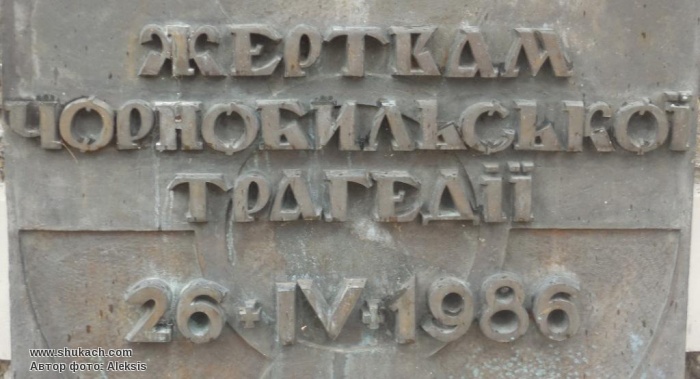 ЖЕРТВАМ
ЧОРНОБИЛЬСЬКОЇ
ТРАГЕДІЇ
26+IV+1986
www.shukach.com
Автор фото: Aleksis